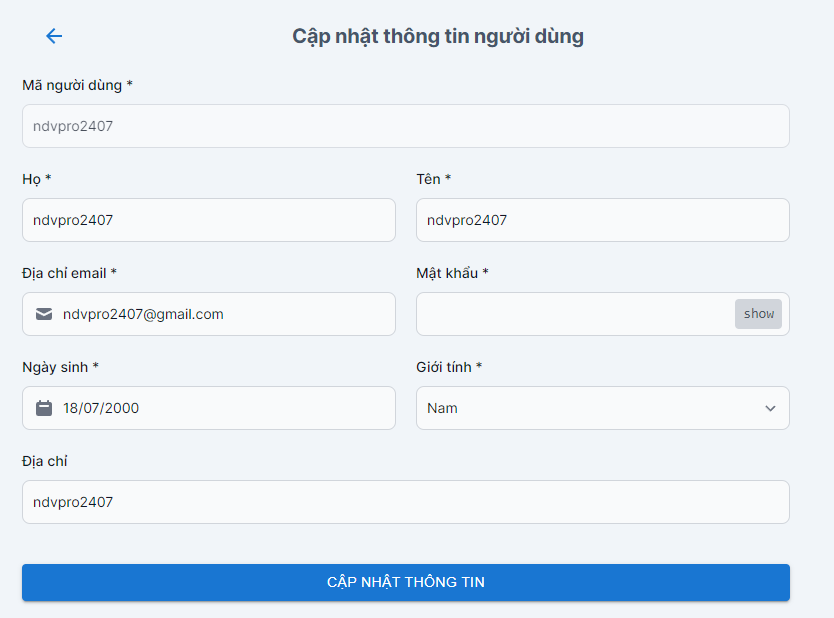 Cập nhật thông tin người dùng
Mã người dùng *
ndvpro2407
Họ *
Tên *
ndvpro2407
ndvpro2407
Địa chỉ email *
Mật khẩu *
ndvpro2407@gmail.com
show
Ngày sinh *
Giới tính *
18/07/2000
Nam
Địa chỉ
ndvpro2407
CẬP NHẬT THÔNG TIN